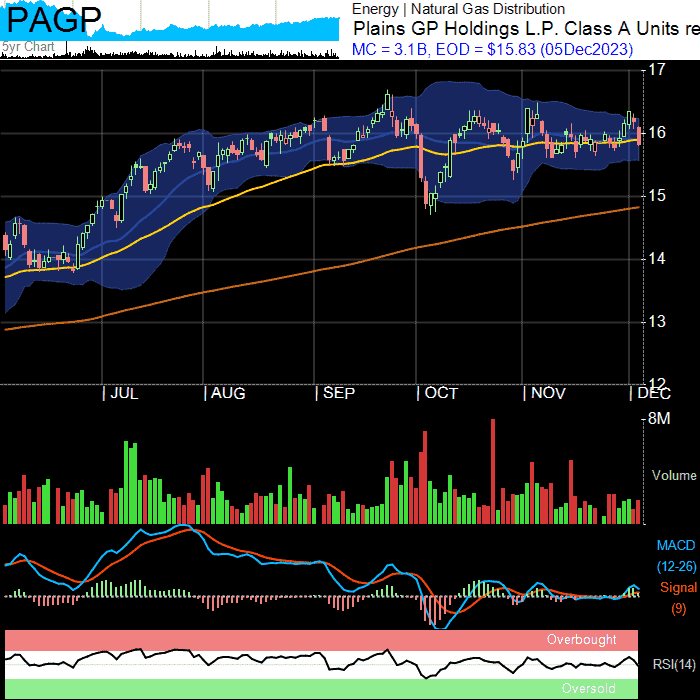 PAGP
Energy | Natural Gas Distribution
Plains GP Holdings L.P. Class A Units re
5yr Chart
MC = 3.1B, EOD = $15.83 (05Dec2023)
17
16
15
14
13
12
| JUL | AUG | SEP | OCT | NOV | DEC
8M
Volume
MACD
(12-26)
Signal
(9)
Overbought
RSI(14)
Oversold